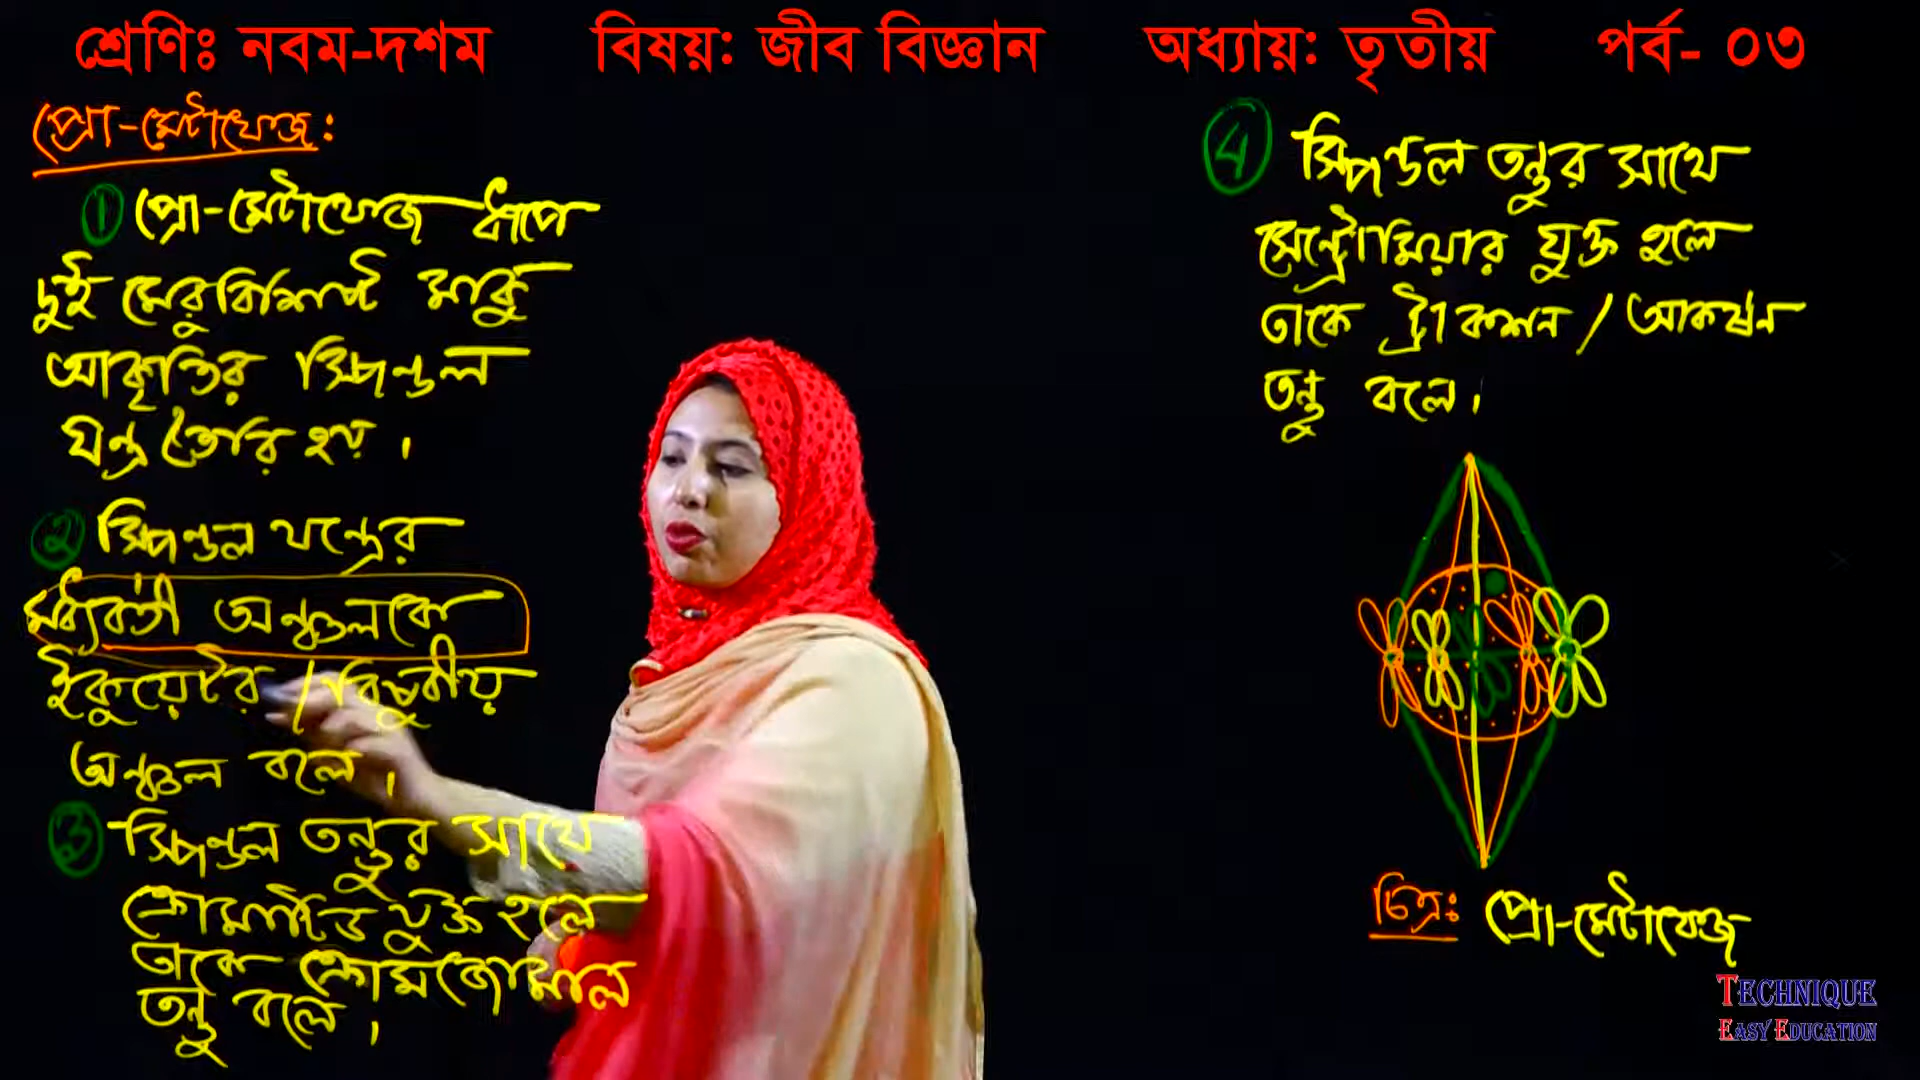 শ্রেণিঃ নবম-দশম বিষয়: জীব বিজ্ঞান অধ্যায়: তৃতীয় পর্ব- ০৩
প্রো-মেটাফেজ:
① প্রো-মেটাফেজ ধাপে
দুই মেরুবিশিষ্ট মাকু
আকৃতির স্পিন্ডল
যন্ত্র তৈরি হয়।
② স্পিন্ডল যন্ত্রের
মধ্যবর্তী অঞ্চলকে
ইকুয়েটর / বিষুবীয়
অঞ্চল বলে।
③ স্পিন্ডল তন্তুর সাথে
ক্রোমাটিড যুক্ত হলে
তাকে ক্রোমজোমাল
তন্তু বলে।
④ স্পিন্ডল তন্তুর সাথে
সেন্ট্রোমিয়ার যুক্ত হলে
তাকে ট্রাকশন / আকর্ষন
তন্তু বলে।
চিত্র: প্রো-মেটাফেজ
TECHNIQUE
EASY EDUCATION